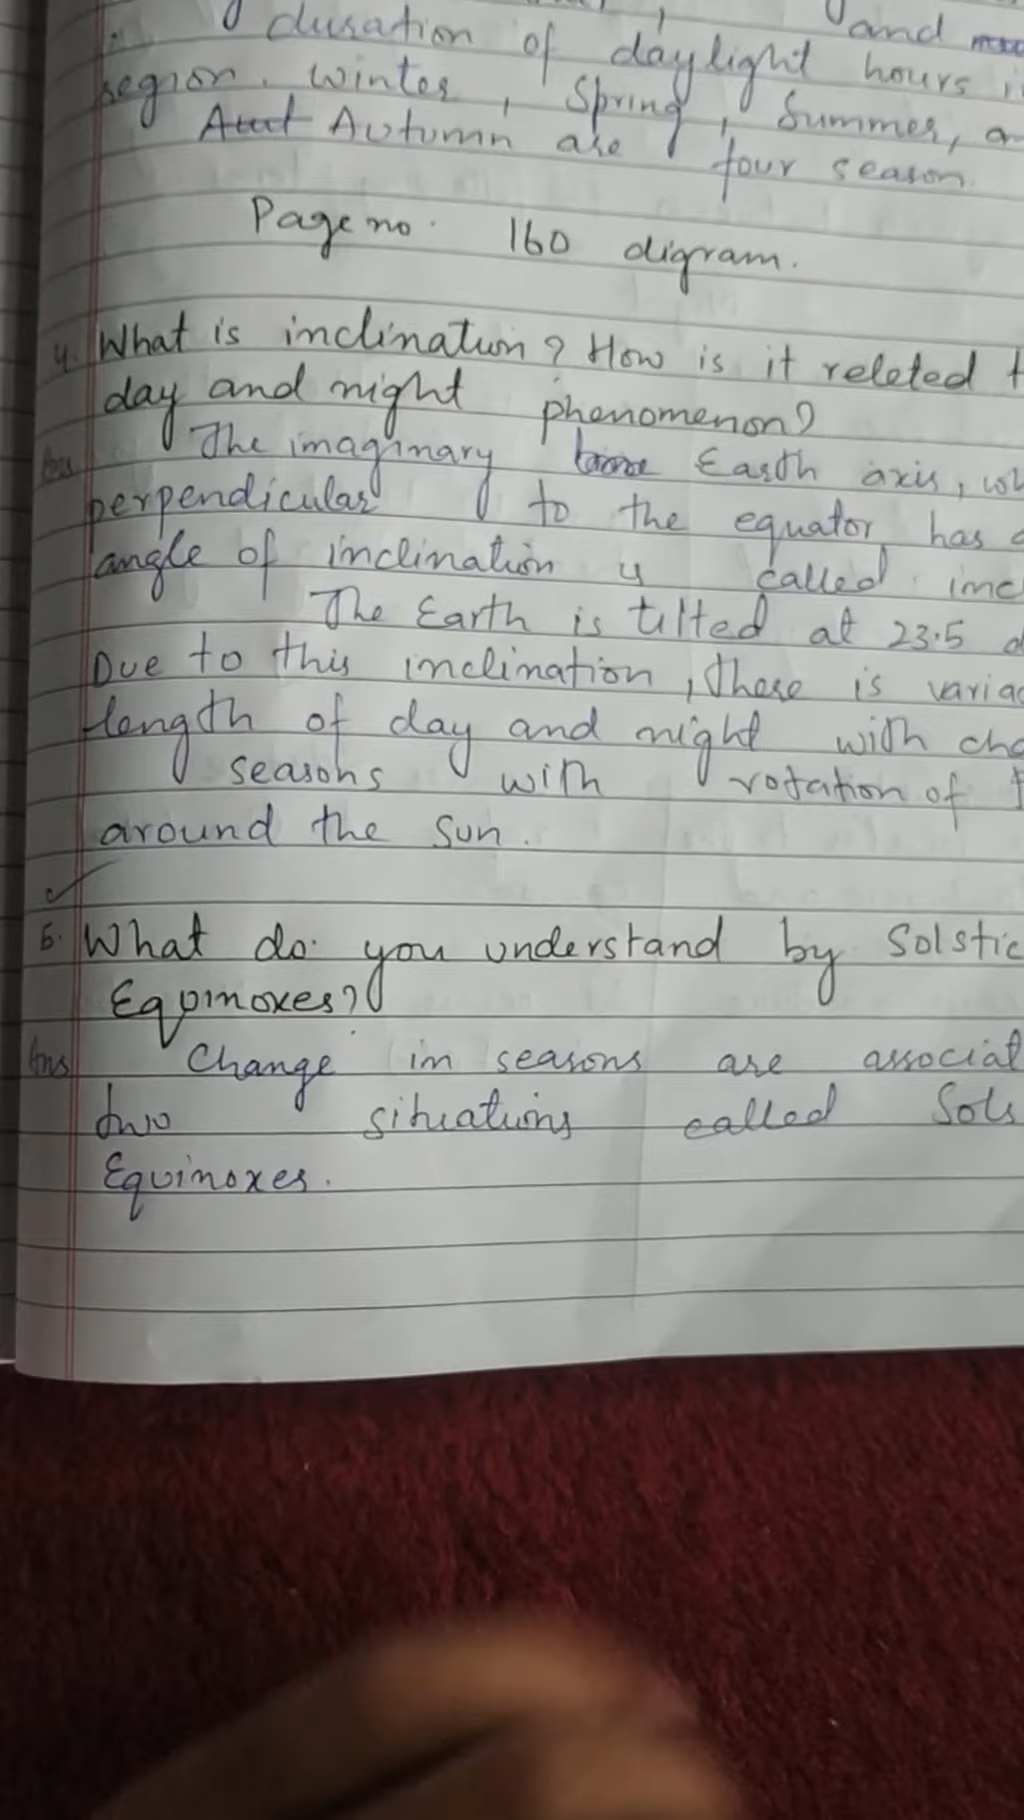 duration of daylight hours
region. Winter, Spring, Summer,
Aut Autumn are four season.
Page no. 160 digram.
4. What is inclination? How is it releted
day and night phenomenon?
Ans The imaginary Earth axis,
perpendicular to the equator has
angle of inclination is called
The Earth is tilted at 23.5
Due to this inclination, there is
length of day and night with
seasons with rotation of
around the sun.
5. What do you understand by
Equinoxes?
Ans Change in seasons are
two situations called
Equinoxes.